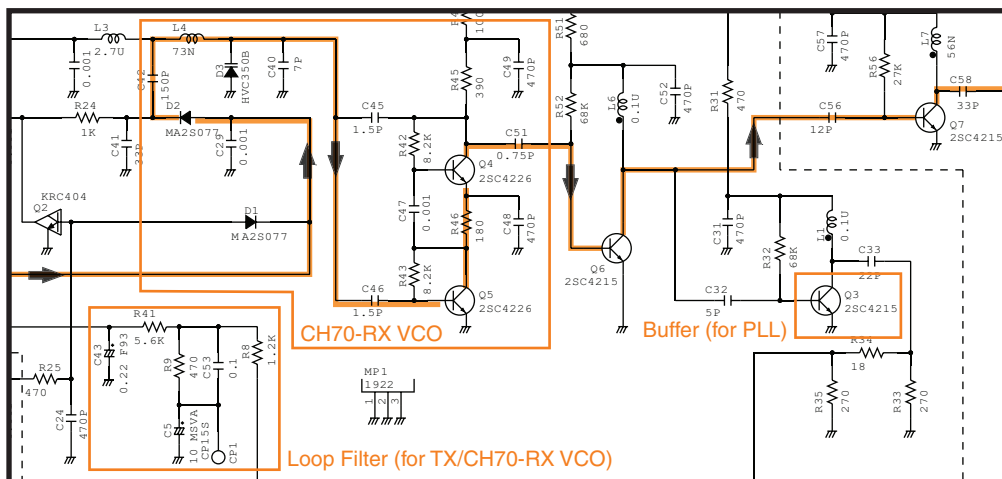 L3
2.7U
0.001
C42
150P
L4
73N
D3
HVC350B
C40
7P
100
R45
390
C49
470P
R51
680
R52
68K
L6
0.1U
C52
470P
R31
470
C57
470P
R56
27K
L7
56N
C58
33P
R24
1K
C41
D2
MA2S077
C29
0.001
C45
1.5P
R42
8.2K
Q4
2SC4226
C51
0.75P
C56
12P
Q7
2SC4215
KRC404
Q2
D1
MA2S077
C47
0.001
R46
180
C48
470P
R43
8.2K
Q6
2SC4215
C31
470P
R32
68K
L1
0.1U
C33
22P
C46
1.5P
Q5
2SC4226
C32
5P
Q3
2SC4215
CH70-RX VCO
Buffer (for PLL)
R41
5.6K
C43
0.22 F93
R9
470
C53
0.1
R8
1.2K
R25
470
C24
470P
C5
10 MSVA
CP15S
CP1
MP1
1922
1
2
3
R34
18
R35
270
R33
270
Loop Filter (for TX/CH70-RX VCO)